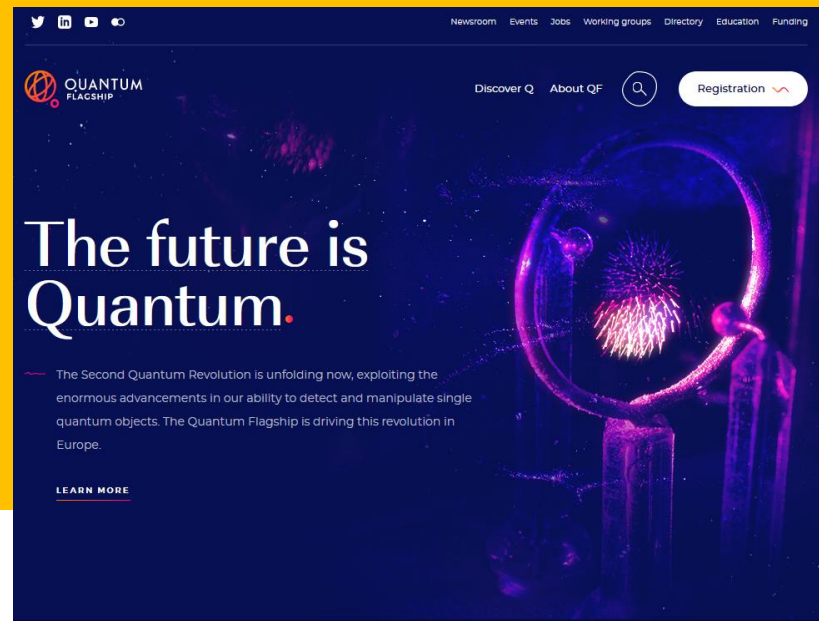 Newsroom Events Jobs Working groups Directory Education Funding
QUANTUM
FLAGSHIP
Discover Q About QF
Registration
The future is
Quantum.
The Second Quantum Revolution is unfolding now, exploiting the
enormous advancements in our ability to detect and manipulate single
quantum objects. The Quantum Flagship is driving this revolution in
Europe.
LEARN MORE